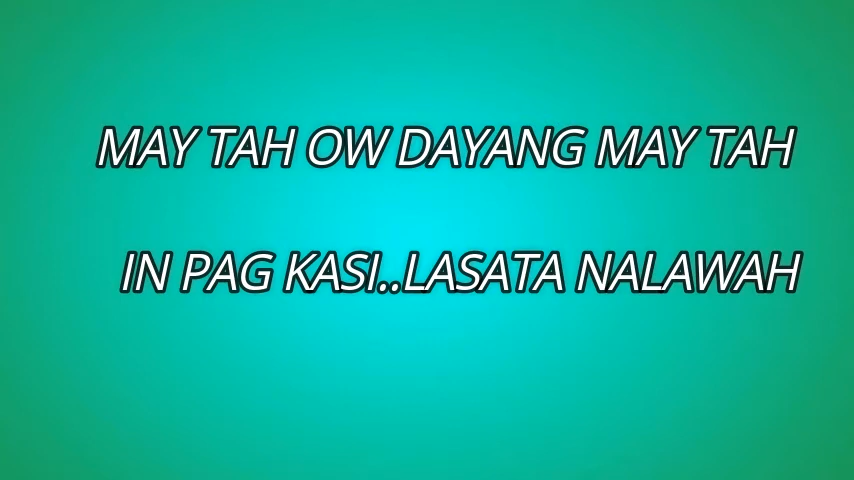 MAY TAH OW DAYANG MAY TAH
IN PAG KASI..LASATA NALAWAH